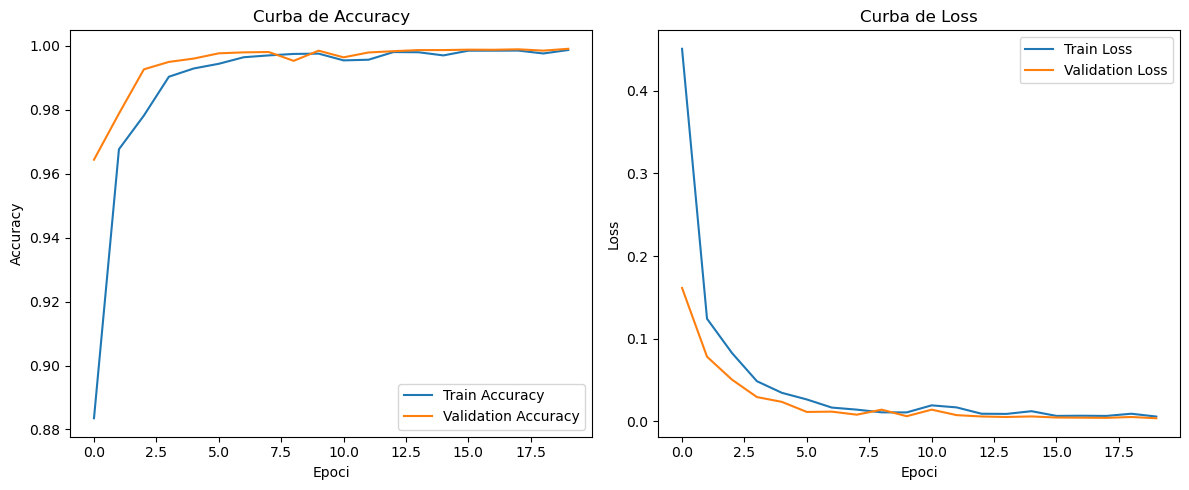 Curba de Accuracy
1.00
0.98
0.96
0.94
0.92
0.90
0.88
Accuracy
0.0 2.5 5.0 7.5 10.0 12.5 15.0 17.5
Epoci
Train Accuracy
Validation Accuracy
Curba de Loss
0.4
0.3
0.2
0.1
0.0
Loss
0.0 2.5 5.0 7.5 10.0 12.5 15.0 17.5
Epoci
Train Loss
Validation Loss